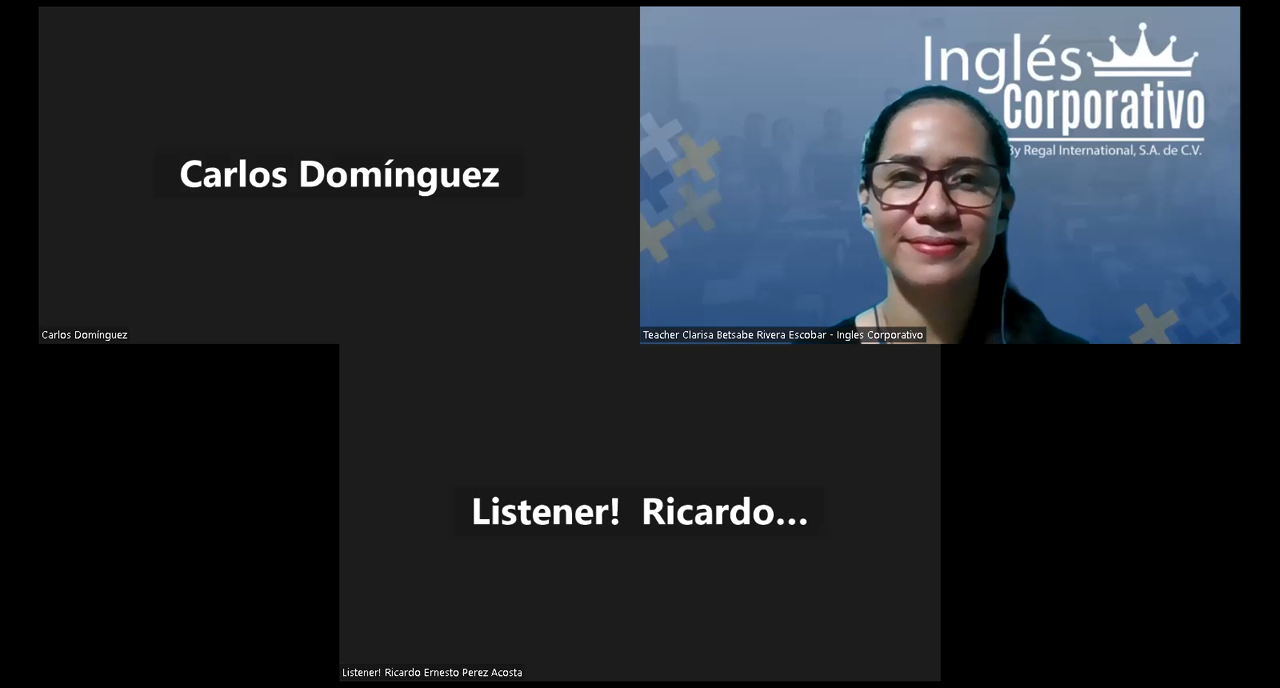 Carlos Domínguez
Carlos Domínguez
Inglés
Corporativo
By Regal International, S.A. de C.V.
Teacher Clarisa Betsabe Rivera Escobar - Ingles Corporativo
Listener! Ricardo...
Listener! Ricardo Ernesto Perez Acosta